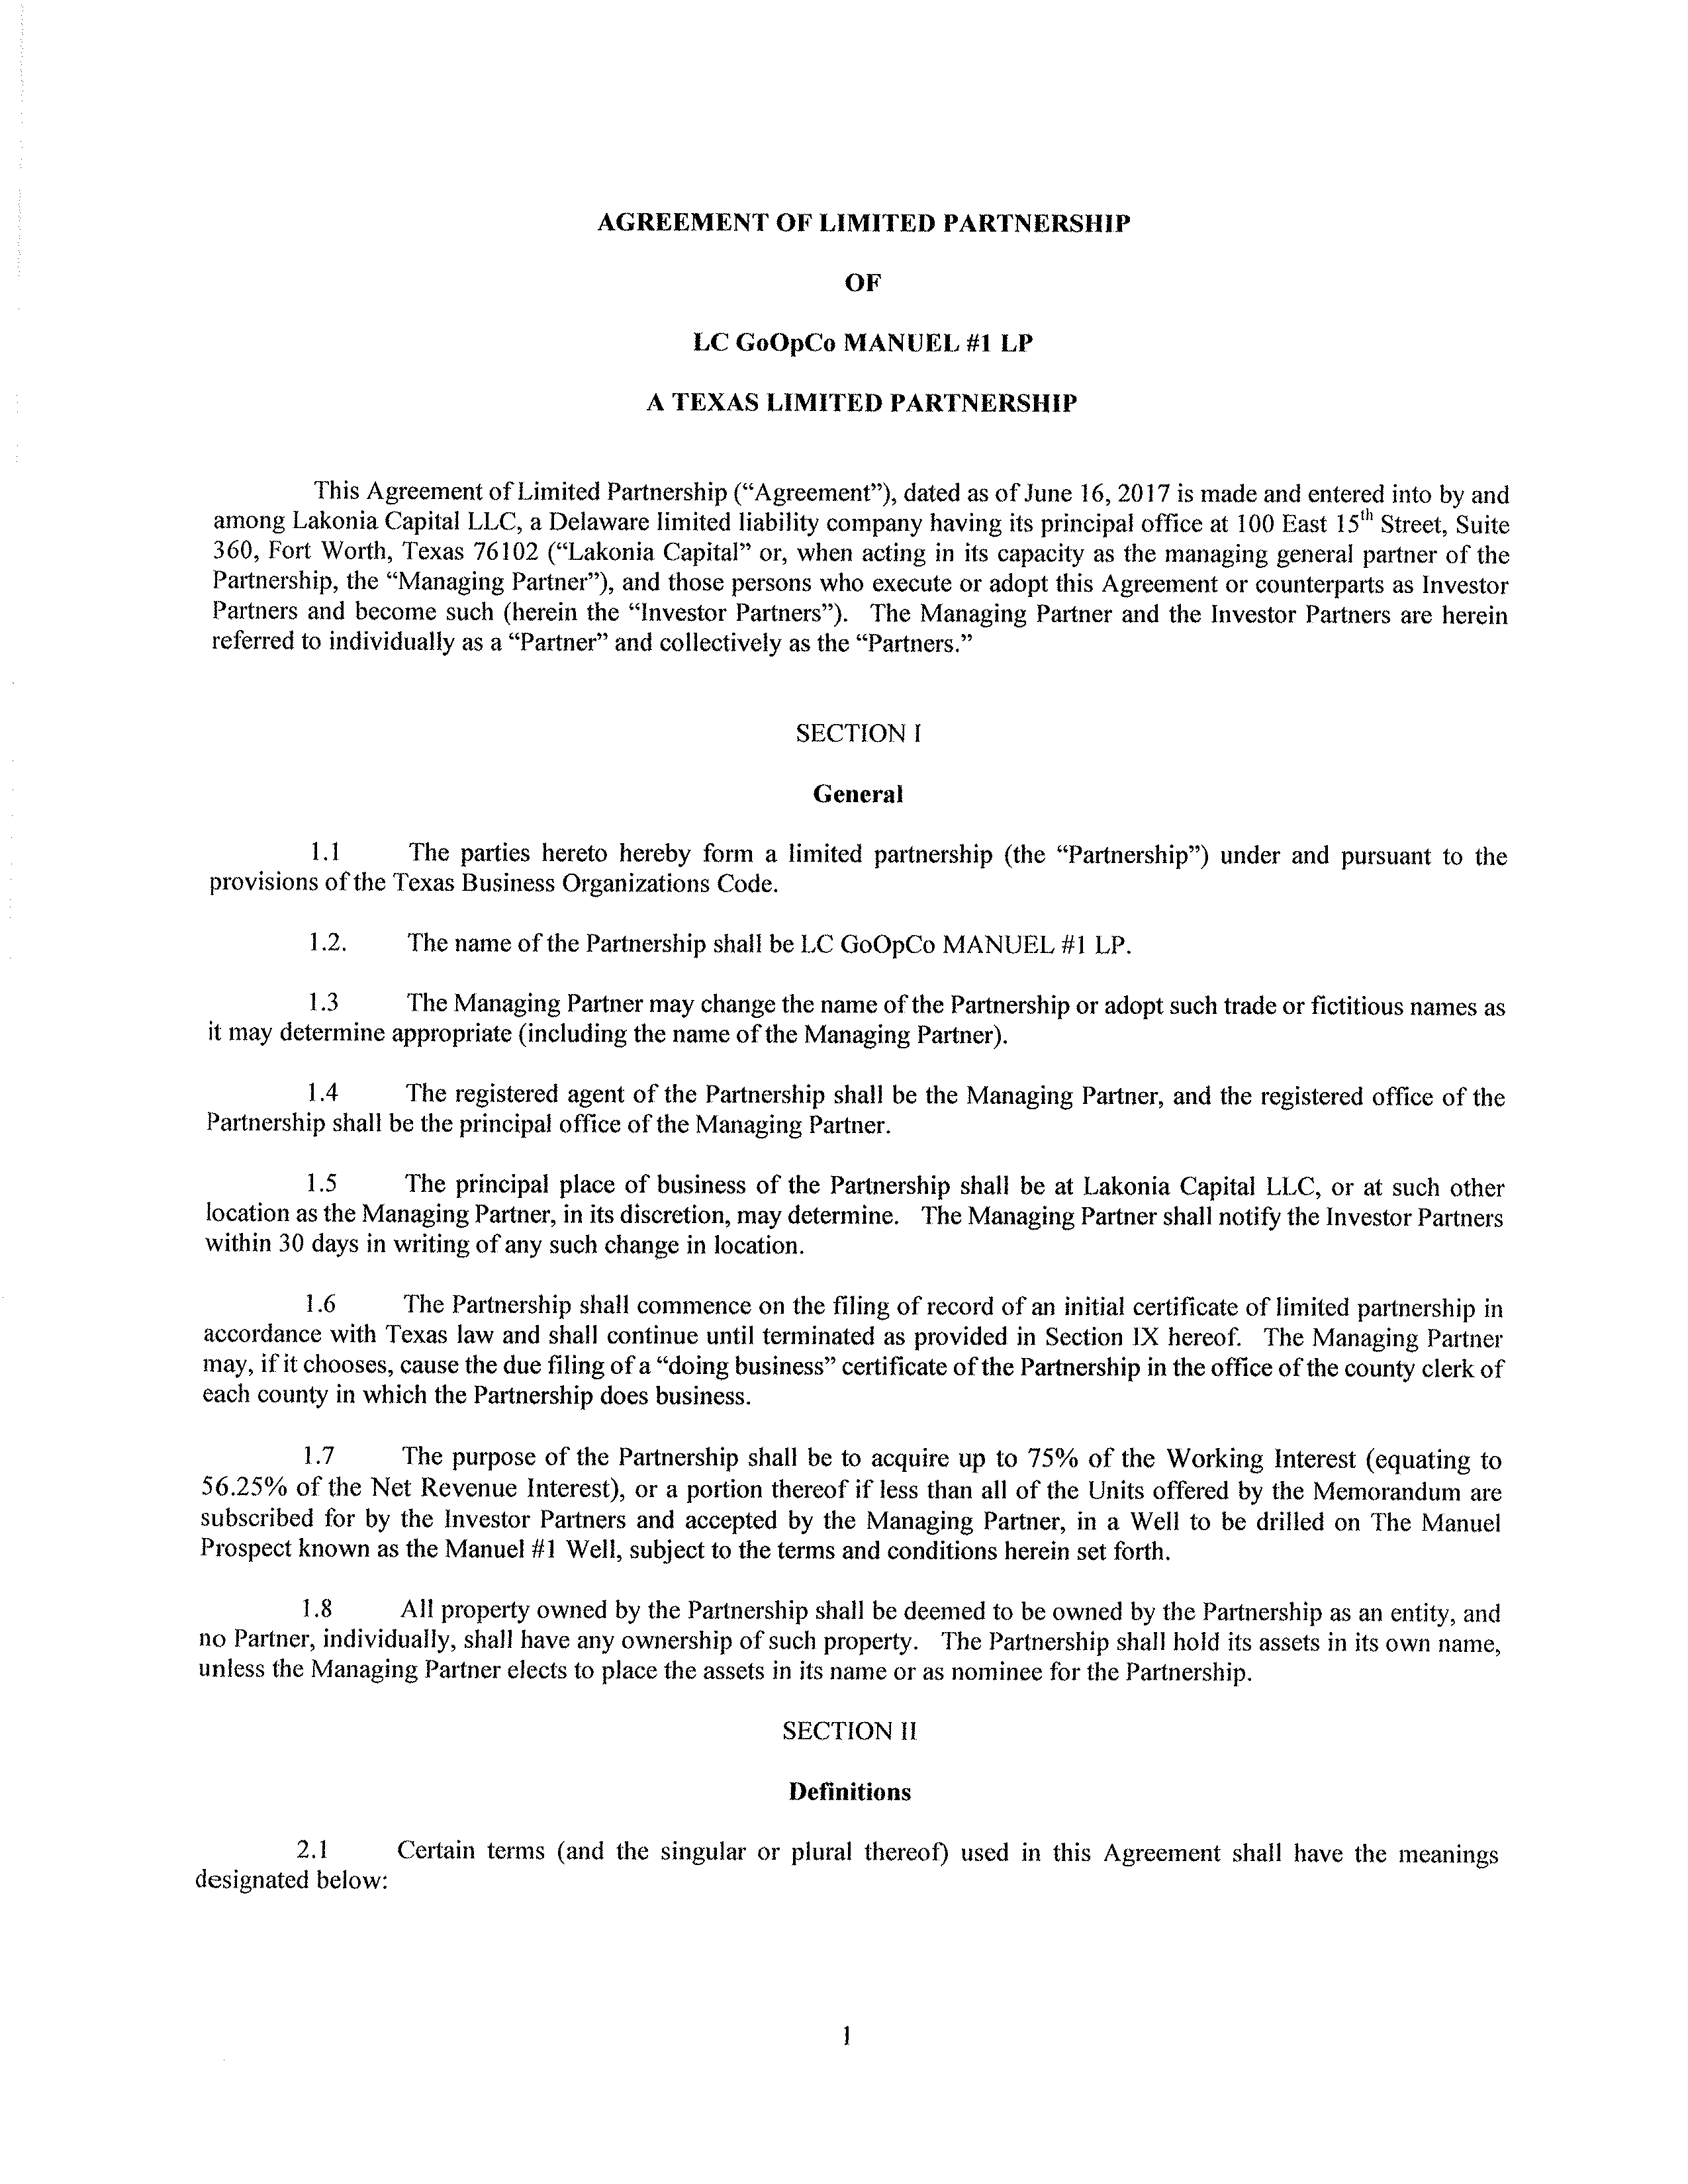 AGREEMENT OF LIMITED PARTNERSHIP
OF
LC GoOpCo MANUEL #1 LP
A TEXAS LIMITED PARTNERSHIP
This Agreement of Limited Partnership (“Agreement”), dated as of June 16, 2017 is made and entered into by and
among Lakonia Capital LLC, a Delaware limited liability company having its principal office at 100 East 15th Street, Suite
360, Fort Worth, Texas 76102 (“Lakonia Capital” or, when acting in its capacity as the managing general partner of the
Partnership, the “Managing Partner”), and those persons who execute or adopt this Agreement or counterparts as Investor
Partners and become such (herein the “Investor Partners”). The Managing Partner and the Investor Partners are herein
referred to individually as a “Partner” and collectively as the “Partners.”
SECTION I
General
1.1 The parties hereto hereby form a limited partnership (the “Partnership”) under and pursuant to the
provisions of the Texas Business Organizations Code.
1.2. The name of the Partnership shall be LC GoOpCo MANUEL #1 LP.
1.3 The Managing Partner may change the name of the Partnership or adopt such trade or fictitious names as
it may determine appropriate (including the name of the Managing Partner).
1.4 The registered agent of the Partnership shall be the Managing Partner, and the registered office of the
Partnership shall be the principal office of the Managing Partner.
1.5 The principal place of business of the Partnership shall be at Lakonia Capital LLC, or at such other
location as the Managing Partner, in its discretion, may determine. The Managing Partner shall notify the Investor Partners
within 30 days in writing of any such change in location.
1.6 The Partnership shall commence on the filing of record of an initial certificate of limited partnership in
accordance with Texas law and shall continue until terminated as provided in Section IX hereof. The Managing Partner
may, if it chooses, cause the due filing of a “doing business” certificate of the Partnership in the office of the county clerk of
each county in which the Partnership does business.
1.7 The purpose of the Partnership shall be to acquire up to 75% of the Working Interest (equating to
56.25% of the Net Revenue Interest), or a portion thereof if less than all of the Units offered by the Memorandum are
subscribed for by the Investor Partners and accepted by the Managing Partner, in a Well to be drilled on The Manuel
Prospect known as the Manuel #1 Well, subject to the terms and conditions herein set forth.
1.8 All property owned by the Partnership shall be deemed to be owned by the Partnership as an entity, and
no Partner, individually, shall have any ownership of such property. The Partnership shall hold its assets in its own name,
unless the Managing Partner elects to place the assets in its name or as nominee for the Partnership.
SECTION II
Definitions
2.1 Certain terms (and the singular or plural thereof) used in this Agreement shall have the meanings
designated below:
1